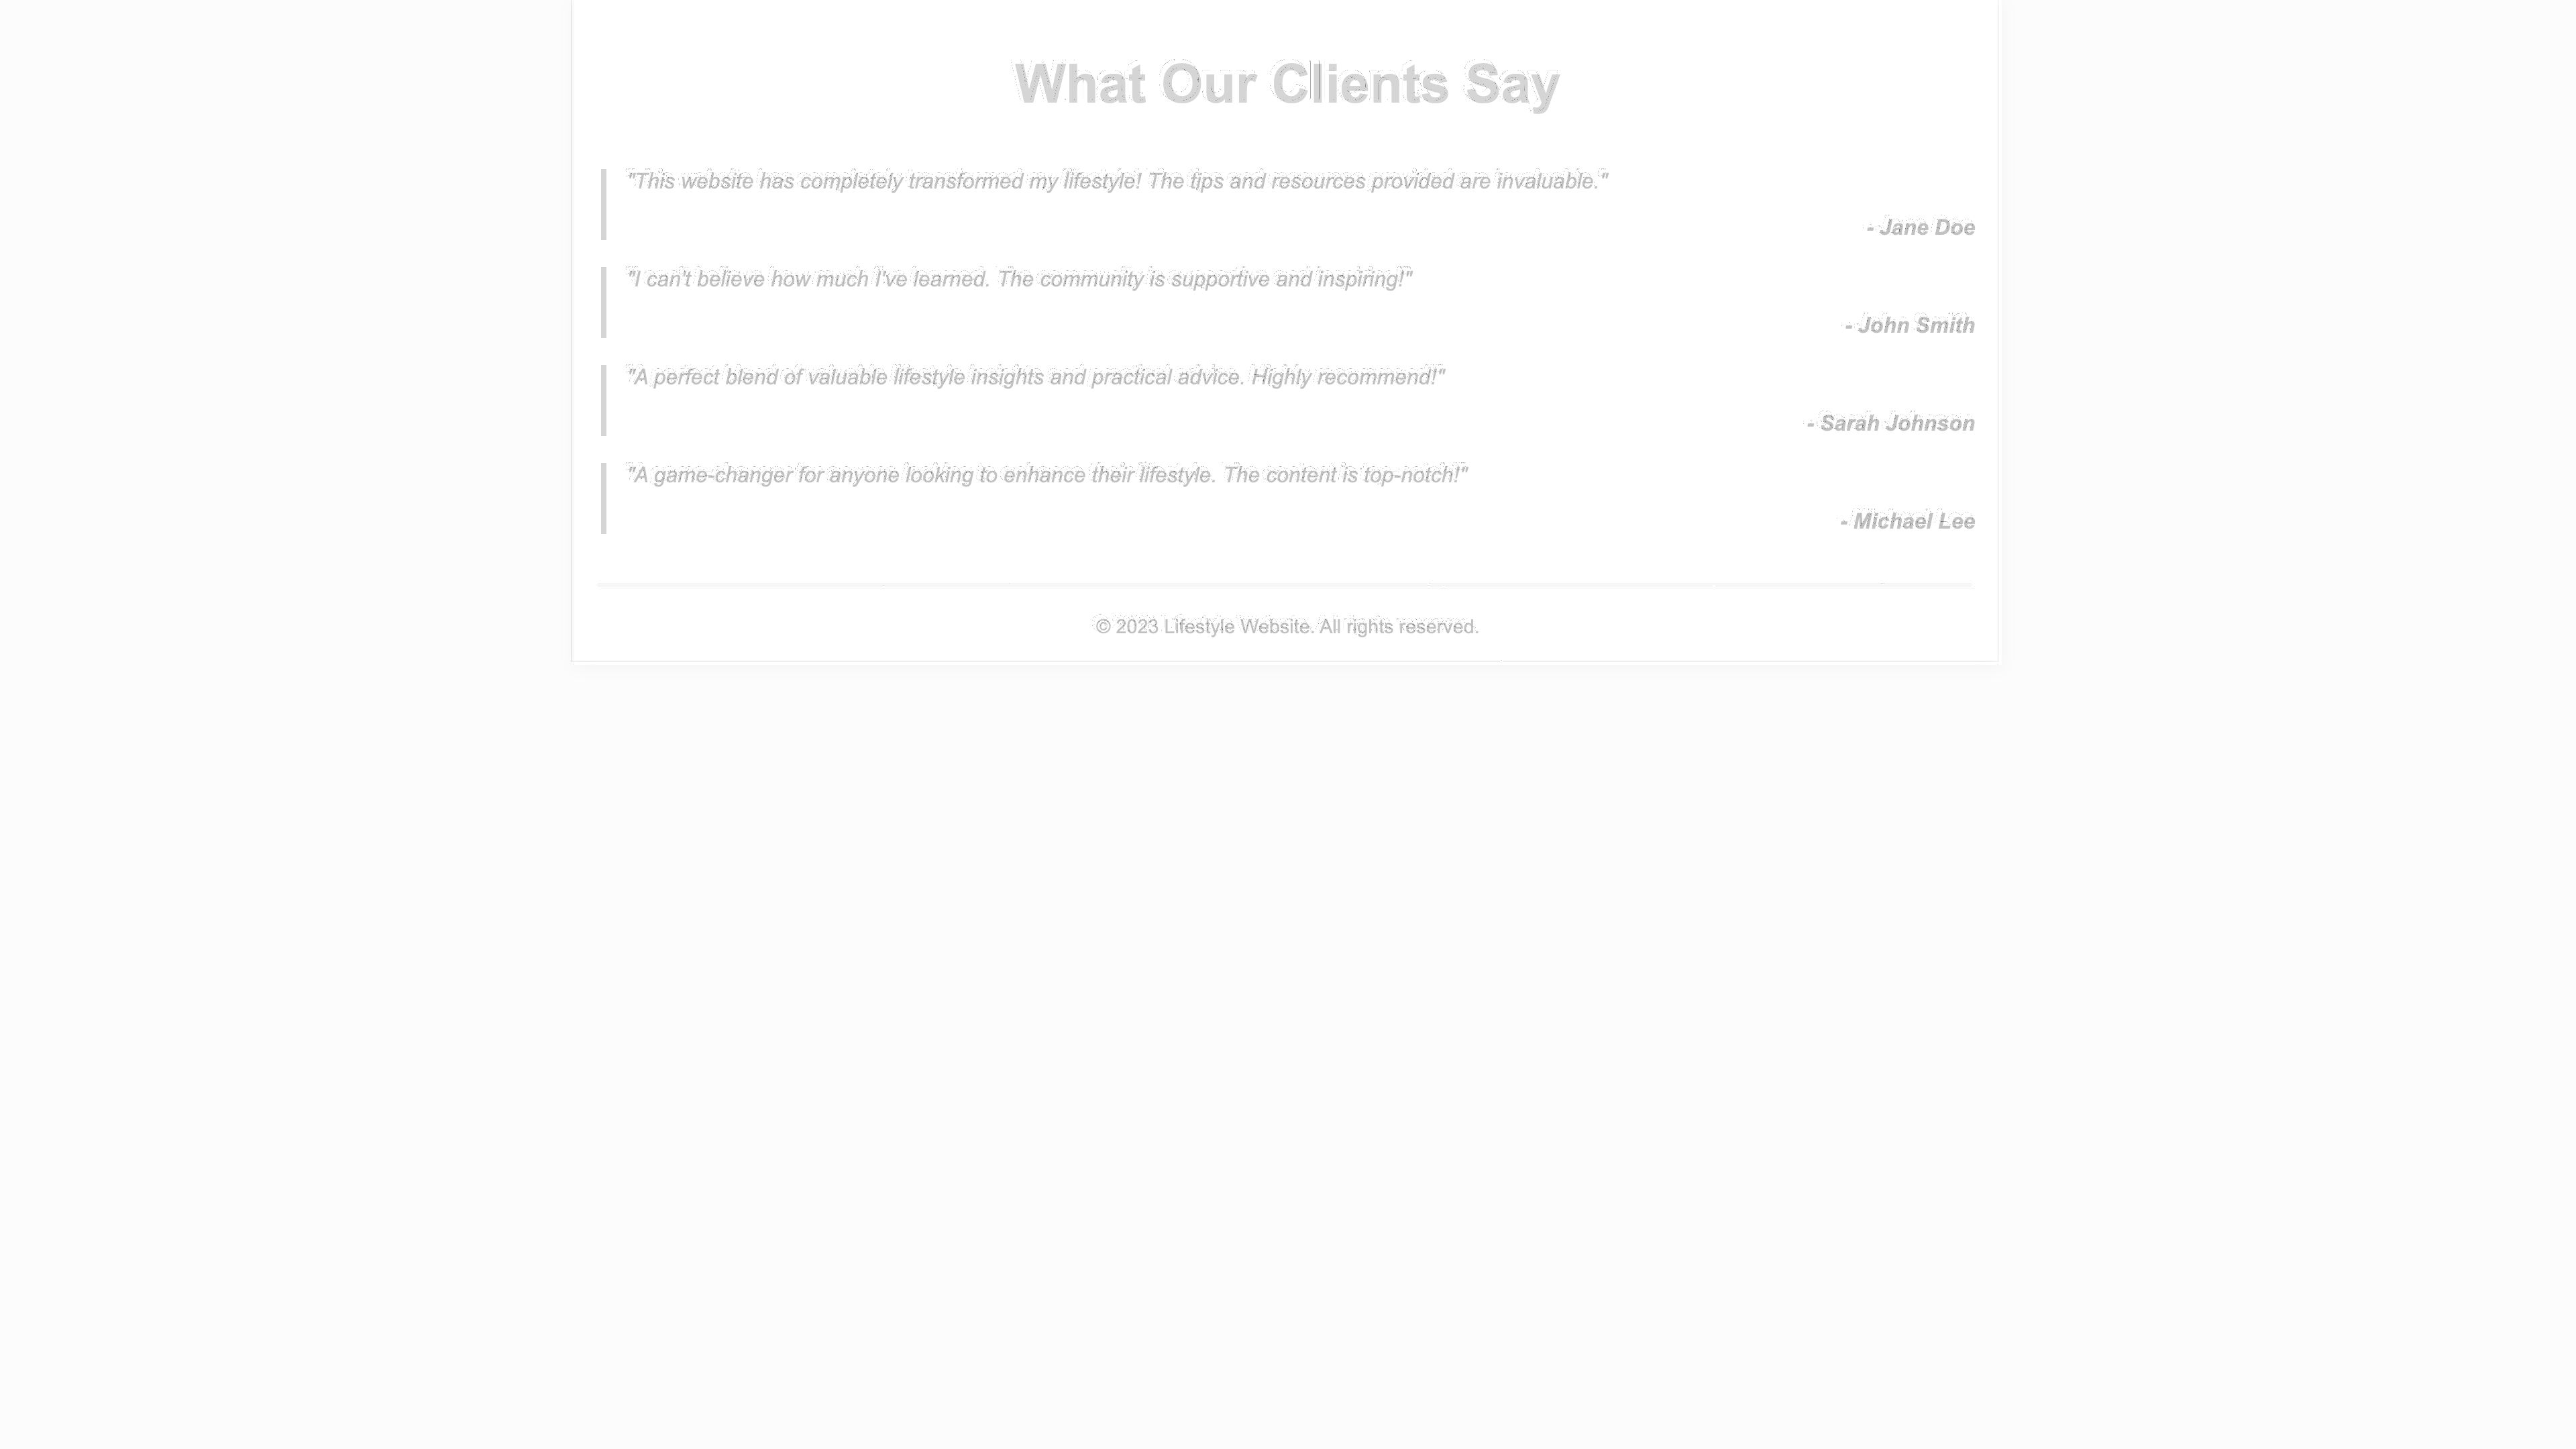 What Our Clients Say
"This website has completely transformed my lifestyle! The tips and resources provided are invaluable."
- Jane Doe
"I can't believe how much I've learned. The community is supportive and inspiring!"
- John Smith
"A perfect blend of valuable lifestyle insights and practical advice. Highly recommend!"
- Sarah Johnson
"A game-changer for anyone looking to enhance their lifestyle. The content is top-notch!"
- Michael Lee
© 2023 Lifestyle Website. All rights reserved.